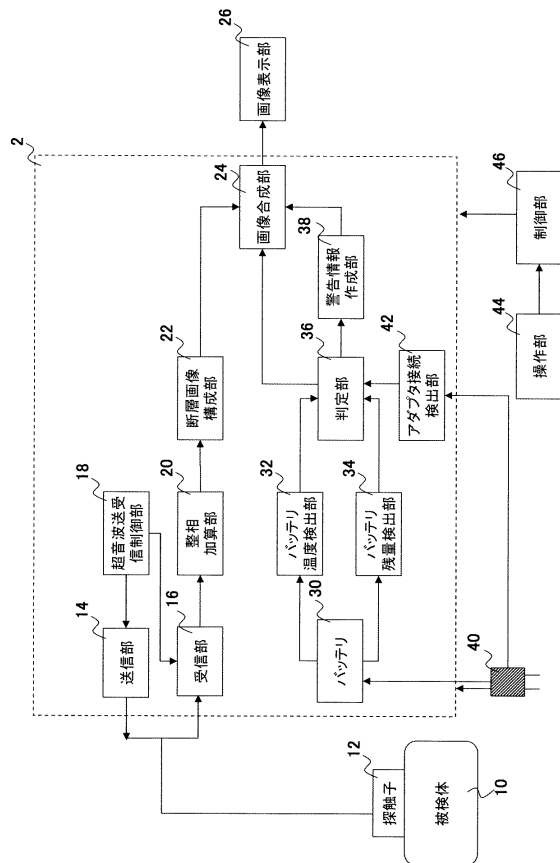 2
14
送信部
18
超音波送受
信制御部
16
受信部
20
整相
加算部
22
断層画像
構成部
24
画像合成部
26
画像表示部
30
バッテリ
32
バッテリ
温度検出部
34
バッテリ
残量検出部
36
判定部
38
警告情報
作成部
42
アダプタ接続
検出部
40
12
探触子
被検体
10
44
操作部
46
制御部